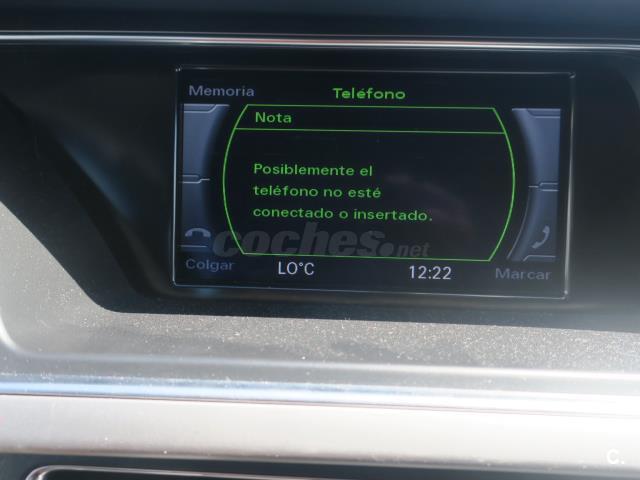 Memoria Teléfono
Nota
Posiblemente el
teléfono no esté
conectado o insertado.
coches.net
Colgar LO°C 12:22 Marcar
C.